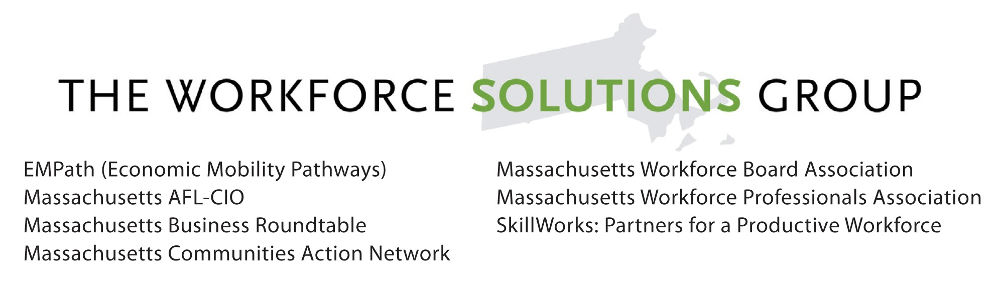 THE WORKFORCE SOLUTIONS GROUP
EMPath (Economic Mobility Pathways)
Massachusetts AFL-CIO
Massachusetts Business Roundtable
Massachusetts Communities Action Network
Massachusetts Workforce Board Association
Massachusetts Workforce Professionals Association
SkillWorks: Partners for a Productive Workforce